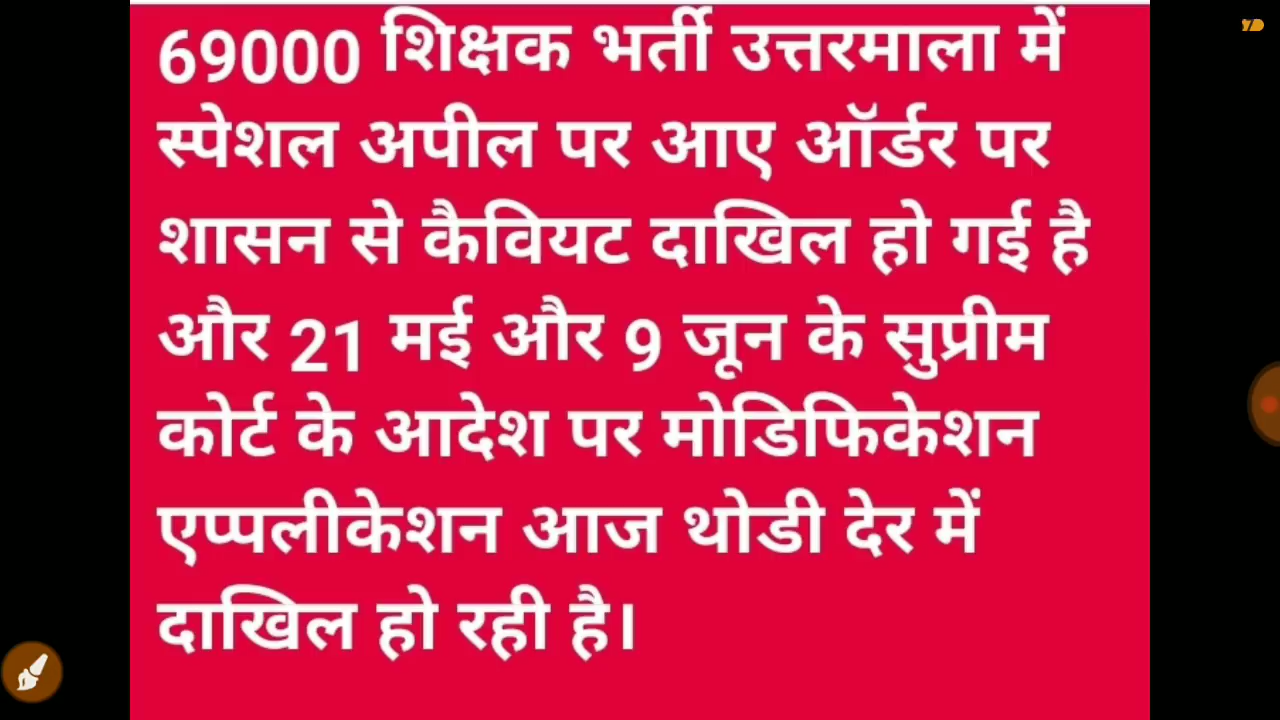 69000 शिक्षक भर्ती उत्तरमाला में
स्पेशल अपील पर आए ऑर्डर पर
शासन से कैवियट दाखिल हो गई है
और 21 मई और 9 जून के सुप्रीम
कोर्ट के आदेश पर मोडिफिकेशन
एप्पलीकेशन आज थोडी देर में
दाखिल हो रही है।